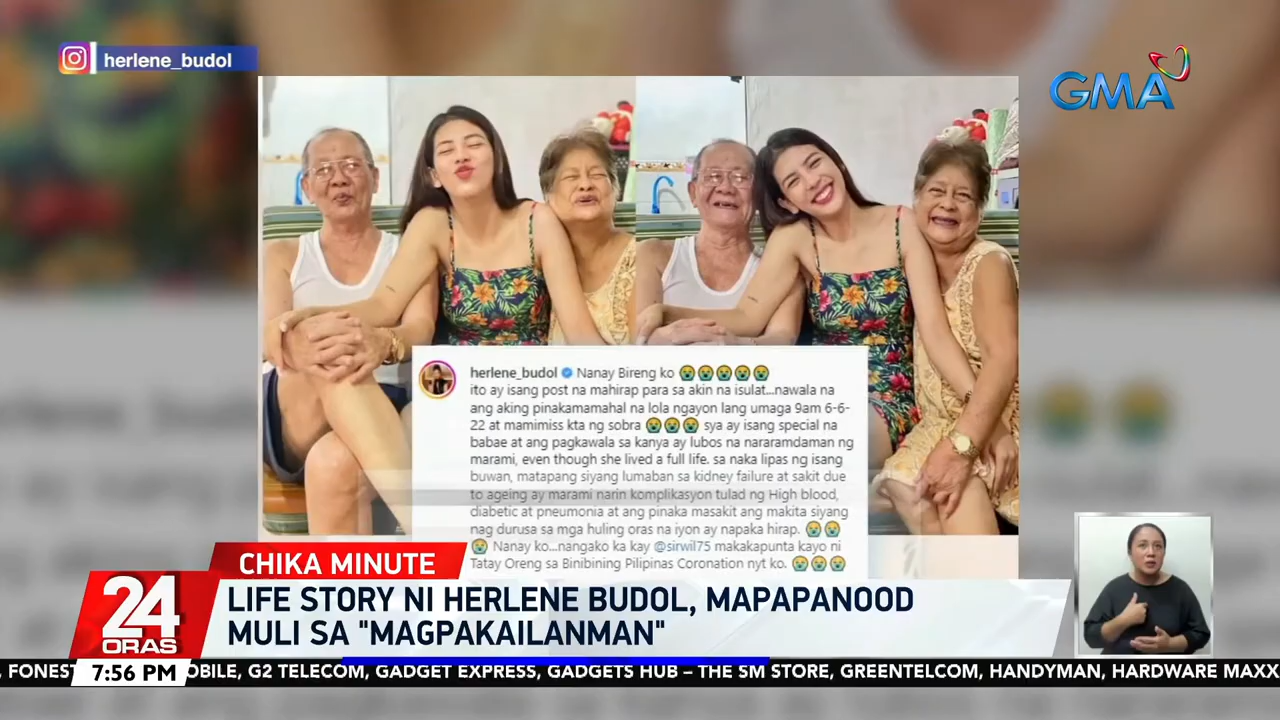 herlene_budol
GMA
herlene_budol Nanay Bireng ko 😭😭😭😭😭
ito ay isang post na mahirap para sa akin na isulat...nawala na
ang aking pinakamamahal na lola ngayon lang umaga 9am 6-6-
22 at mamimiss kta ng sobra 😭😭😭 sya ay isang special na
babae at ang pagkawala sa kanya ay lubos na nararamdaman ng
marami, even though she lived a full life. sa naka lipas ng isang
buwan, matapang siyang lumaban sa kidney failure at sakit due
to ageing ay marami narin komplikasyon tulad ng High blood,
diabetic at pneumonia at ang pinaka masakit ang makita siyang
nag durusa sa mga huling oras na iyon ay napaka hirap. 😭😭
😭 Nanay ko...nangako ka kay @sirwil75 makakapunta kayo ni
Tatay Oreng sa Binibining Pilipinas Coronation nyt ko. 😭😭😭
CHIKA MINUTE
24
ORAS
LIFE STORY NI HERLENE BUDOL, MAPAPANOOD
MULI SA "MAGPAKAILANMAN"
7:56 PM
OBILE, G2 TELECOM, GADGET EXPRESS, GADGETS HUB – THE SM STORE, GREENTELCOM, HANDYMAN, HARDWARE MAXX